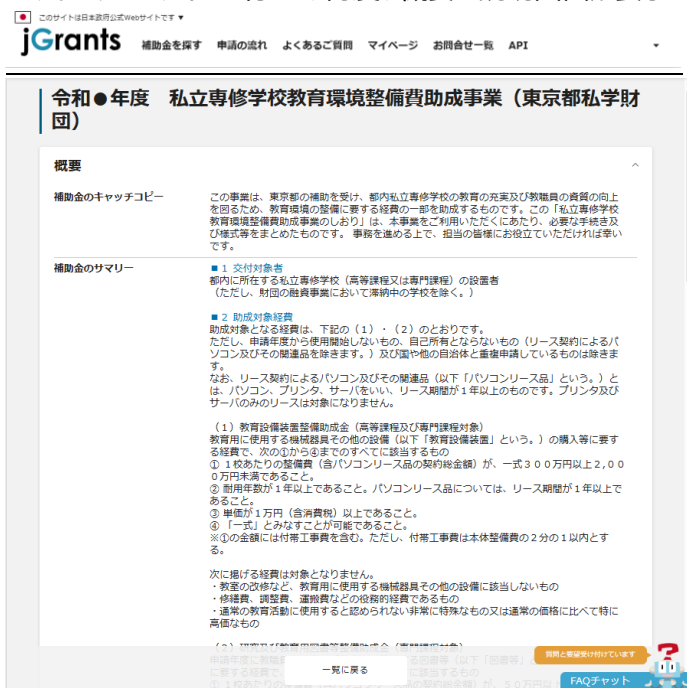 このサイトは日本政府公式Webサイトです ▼
jGrants 補助金を探す 申請の流れ よくあるご質問 マイページ お問合せ一覧 API
令和●年度 私立専修学校教育環境整備費助成事業（東京都私学財
団）
概要
補助金のキャッチコピー
この事業は、東京都の補助を受け、都内私立専修学校の教育の充実及び教職員の資質の向上
を図るため、教育環境の整備に要する経費の一部を助成するものです。この「私立専修学校
教育環境整備費助成事業のしおり」は、本事業をご利用いただくにあたり、必要な手続き及
び様式等をまとめたものです。 事務を進める上で、担当の皆様にお役立ていただければ幸い
です。
補助金のサマリー
■１ 交付対象者
都内に所在する私立専修学校（高等課程又は専門課程）の設置者
（ただし、財団の融資事業において滞納中の学校を除く。）
■２ 助成対象経費
助成対象となる経費は、下記の（１）・（２）のとおりです。
ただし、申請年度から使用開始しないもの、自己所有とならないもの（リース契約によるパ
ソコン及びその関連品を除きます。）及び国や他の自治体と重複申請しているものは除きま
す。
なお、リース契約によるパソコン及びその関連品（以下「パソコンリース品」という。）と
は、パソコン、プリンタ、サーバをいい、リース期間が１年以上のものです。プリンタ及び
サーバのみのリースは対象になりません。
（１）教育設備装置整備助成金（高等課程及び専門課程対象）
教育用に使用する機械器具その他の設備（以下「教育設備装置」という。）の購入等に要す
る経費で、次の①から④までのすべてに該当するもの
① １校あたりの整備費（含パソコンリース品の契約総金額）が、一式３００万円以上２,００
０万円未満であること。
② 耐用年数が１年以上であること。パソコンリース品については、リース期間が１年以上で
あること。
③ 単価が１万円（含消費税）以上であること。
④ 「一式」とみなすことが可能であること。
※①の金額には付帯工事費を含む。ただし、付帯工事費は本体整備費の２分の１以内とす
る。
次に掲げる経費は対象となりません。
・教室の改修など、教育用に使用する機械器具その他の設備に該当しないもの
・修繕費、調整費、運搬費などの役務的経費であるもの
・通常の教育活動に使用すると認められない非常に特殊なもの又は通常の価格に比べて特に
高価なもの
一覧に戻る
質問と要望受け付けています
FAQチャット